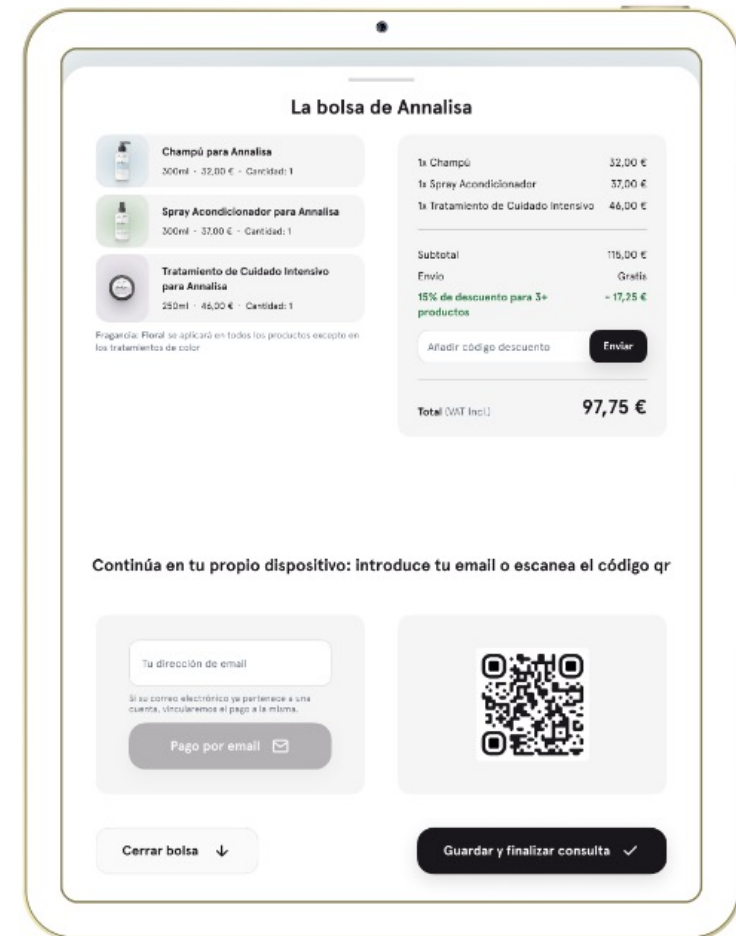 La bolsa de Annalisa
Champú para Annalisa
300ml - 32,00 € - Cantidad: 1
Spray Acondicionador para Annalisa
300ml - 37,00 € - Cantidad: 1
Tratamiento de Cuidado Intensivo
para Annalisa
250ml - 46,00 € - Cantidad: 1
Fragancia: Floral se aplicará en todos los productos excepto en
los tratamientos de color
1x Champú 32,00 €
1x Spray Acondicionador 37,00 €
1x Tratamiento de Cuidado Intensivo 46,00 €
Subtotal 115,00 €
Envío Gratis
15% de descuento para 3+ - 17,25 €
productos
Añadir código descuento Enviar
Total (VAT Incl.) 97,75 €
Continúa en tu propio dispositivo: introduce tu email o escanea el código qr
Tu dirección de email
Si su correo electrónico ya pertenece a una
cuenta, vincularemos el pago a la misma.
Pago por email
Cerrar bolsa
Guardar y finalizar consulta